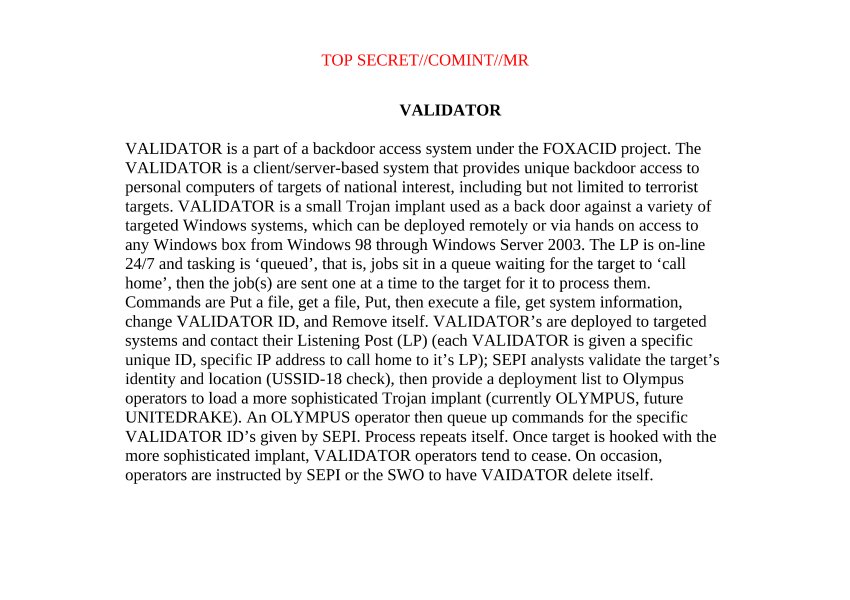 TOP SECRET//COMINT//MR
VALIDATOR
VALIDATOR is a part of a backdoor access system under the FOXACID project. The
VALIDATOR is a client/server-based system that provides unique backdoor access to
personal computers of targets of national interest, including but not limited to terrorist
targets. VALIDATOR is a small Trojan implant used as a back door against a variety of
targeted Windows systems, which can be deployed remotely or via hands on access to
any Windows box from Windows 98 through Windows Server 2003. The LP is on-line
24/7 and tasking is ‘queued’, that is, jobs sit in a queue waiting for the target to ‘call
home’, then the job(s) are sent one at a time to the target for it to process them.
Commands are Put a file, get a file, Put, then execute a file, get system information,
change VALIDATOR ID, and Remove itself. VALIDATOR’s are deployed to targeted
systems and contact their Listening Post (LP) (each VALIDATOR is given a specific
unique ID, specific IP address to call home to it’s LP); SEPI analysts validate the target’s
identity and location (USSID-18 check), then provide a deployment list to Olympus
operators to load a more sophisticated Trojan implant (currently OLYMPUS, future
UNITEDRAKE). An OLYMPUS operator then queue up commands for the specific
VALIDATOR ID’s given by SEPI. Process repeats itself. Once target is hooked with the
more sophisticated implant, VALIDATOR operators tend to cease. On occasion,
operators are instructed by SEPI or the SWO to have VAIDATOR delete itself.